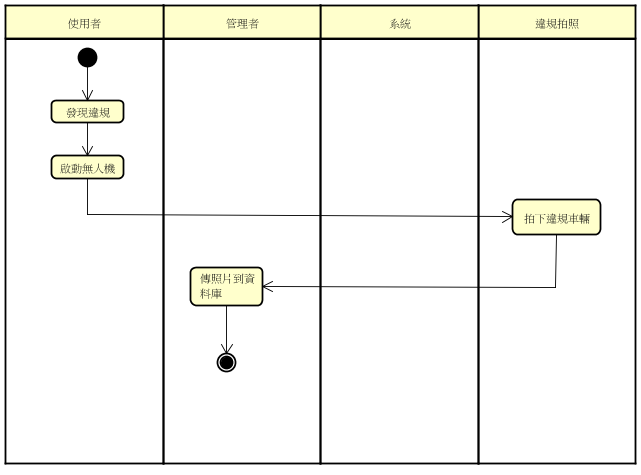 使用者
管理者
系統
違規拍照
發現違規
啟動無人機
拍下違規車輛
傳照片到資
料庫